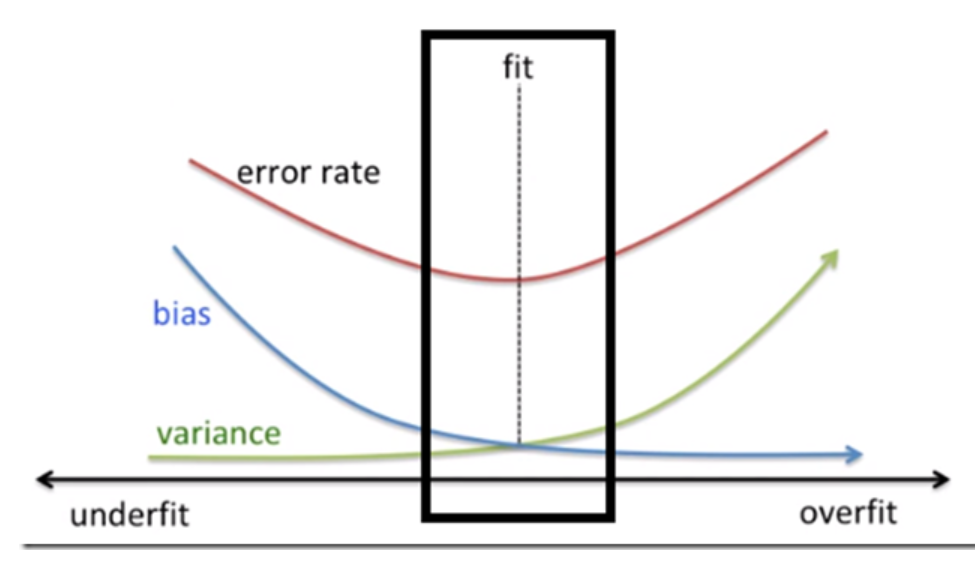 fit
error rate
bias
variance
underfit
overfit